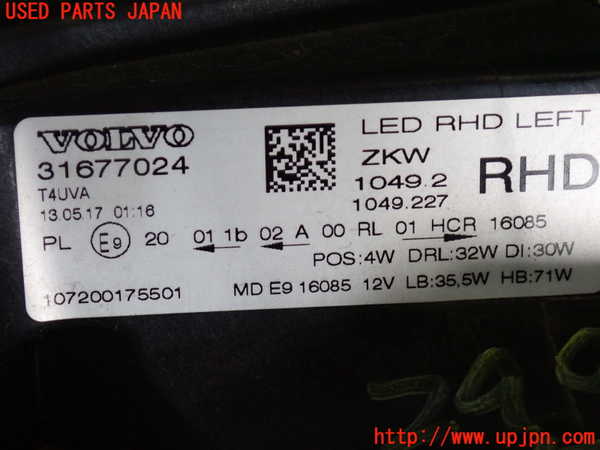 USED PARTS JAPAN
VOLVO
31677024
T4UVA
13.05.17 01:16
LED RHD LEFT
ZKW
1049.2
1049.227
RHD
PL E9 20 01 1b 02 A 00 RL 01 HCR 16085
POS:4W DRL:32W DI:30W
107200175501 MD E9 16085 12V LB:35,5W HB:71W
http://www.upjpn.com/